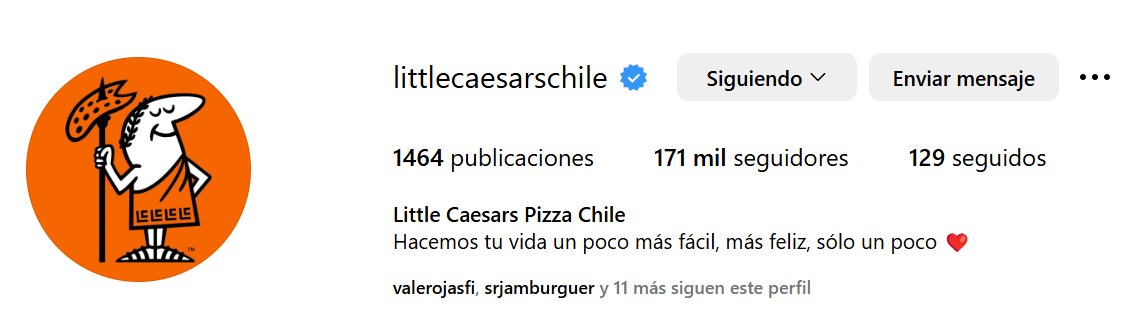 littlecaesarschile Siguiendo Enviar mensaje
1464 publicaciones 171 mil seguidores 129 seguidos
Little Caesars Pizza Chile
Hacemos tu vida un poco más fácil, más feliz, sólo un poco ❤️
valerojasfi, srjamburguer y 11 más siguen este perfil
TM